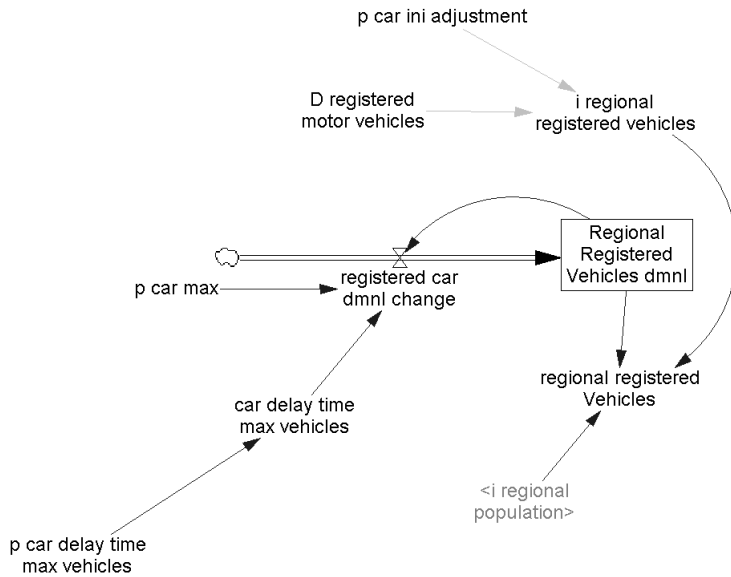 p car ini adjustment
D registered
motor vehicles
i regional
registered vehicles
Regional
Registered
Vehicles dmnl
registered car
dmnl change
p car max
regional registered
Vehicles
car delay time
max vehicles
<i regional
population>
p car delay time
max vehicles